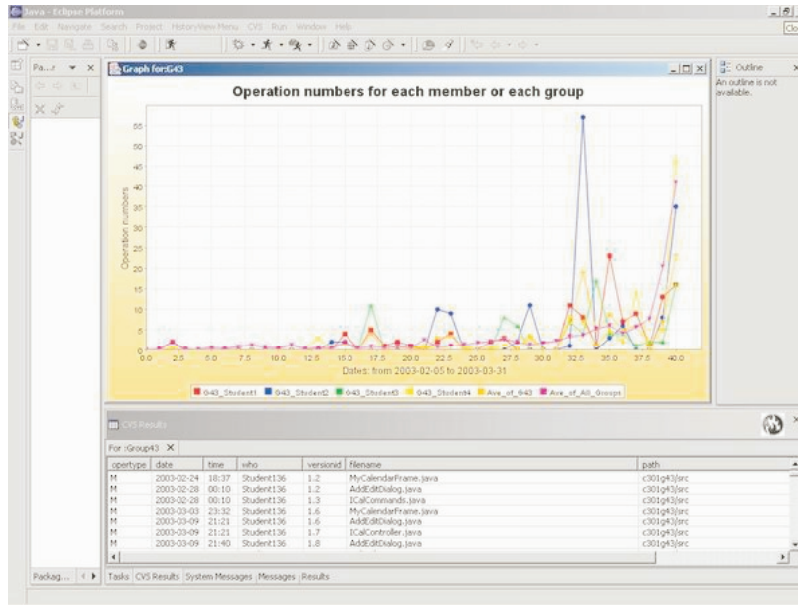 Java - Eclipse Platform
File Edit Navigate Search Project HistoryView Menu CVS Run Window Help
Clo
Pa...r
Graph for:G43
Outline
An outline is not
available.
Operation numbers for each member or each group
Operation numbers
55
50
45
40
35
30
25
20
15
10
5
0
0.0 2.5 5.0 7.5 10.0 12.5 15.0 17.5 20.0 22.5 25.0 27.5 30.0 32.5 35.0 37.5 40.0
Dates: from 2003-02-05 to 2003-03-31
G43_Student1 G43_Student2 G43_Student3 G43_Student4 Ave_of_G43 Ave_of_All_Groups
CVS Results
For :Group43
opertype date time who versionid filename path
M 2003-02-24 18:37 Student136 1.2 MyCalendarFrame.java c301g43/src
M 2003-02-28 00:10 Student136 1.2 AddEditDialog.java c301g43/src
M 2003-02-28 00:10 Student136 1.3 ICalCommands.java c301g43/src
M 2003-03-03 23:32 Student136 1.6 MyCalendarFrame.java c301g43/src
M 2003-03-09 21:21 Student136 1.6 AddEditDialog.java c301g43/src
M 2003-03-09 21:21 Student136 1.7 ICalController.java c301g43/src
M 2003-03-09 21:40 Student136 1.8 AddEditDialog.java c301g43/src
Packag...
Tasks CVS Results System Messages Messages Results